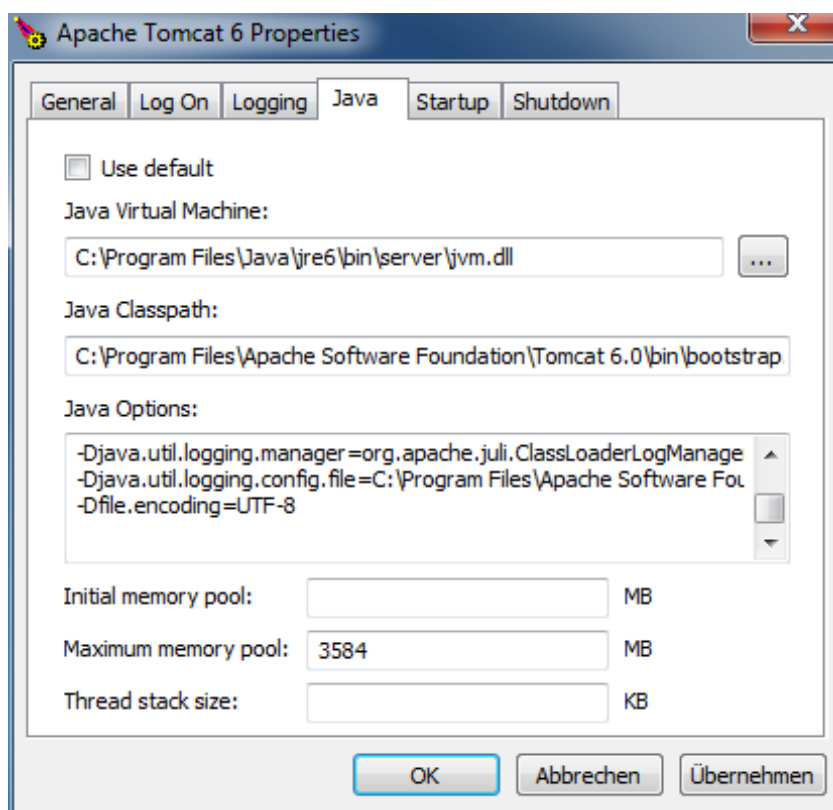 Apache Tomcat 6 Properties
X
General Log On Logging Java Startup Shutdown
Use default
Java Virtual Machine:
C:\Program Files\Java\jre6\bin\server\jvm.dll ...
Java Classpath:
C:\Program Files\Apache Software Foundation\Tomcat 6.0\bin\bootstrap
Java Options:
-Djava.util.logging.manager=org.apache.juli.ClassLoaderLogManager
-Djava.util.logging.config.file=C:\Program Files\Apache Software Fou
-Dfile.encoding=UTF-8
Initial memory pool: MB
Maximum memory pool: 3584 MB
Thread stack size: KB
OK Abbrechen Übernehmen